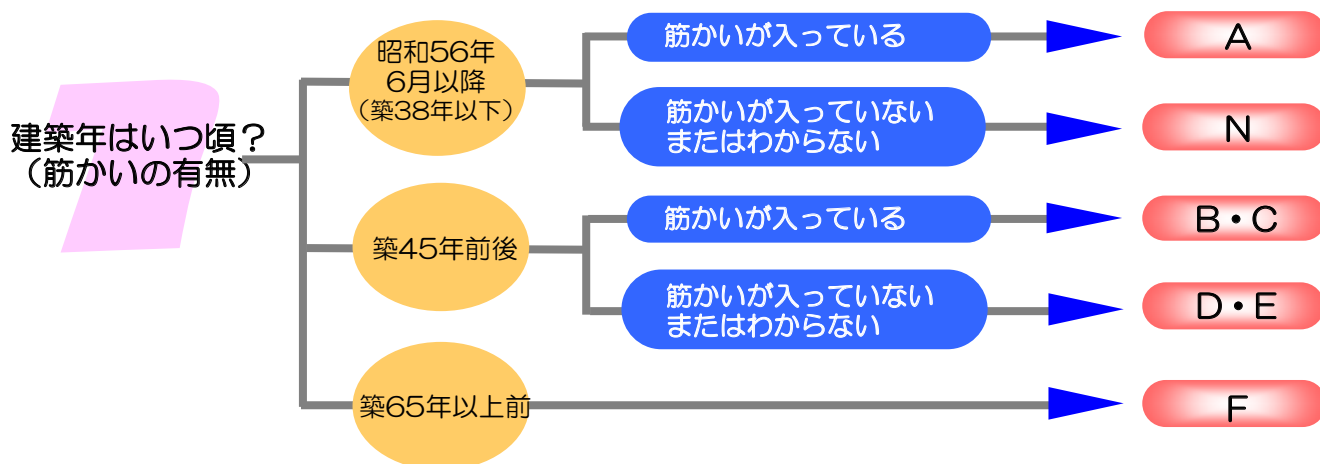 建築年はいつ頃？
（筋かいの有無）
昭和56年
6月以降
（築38年以下）
筋かいが入っている
A
筋かいが入っていない
またはわからない
N
築45年前後
筋かいが入っている
B・C
筋かいが入っていない
またはわからない
D・E
築65年以上前
F